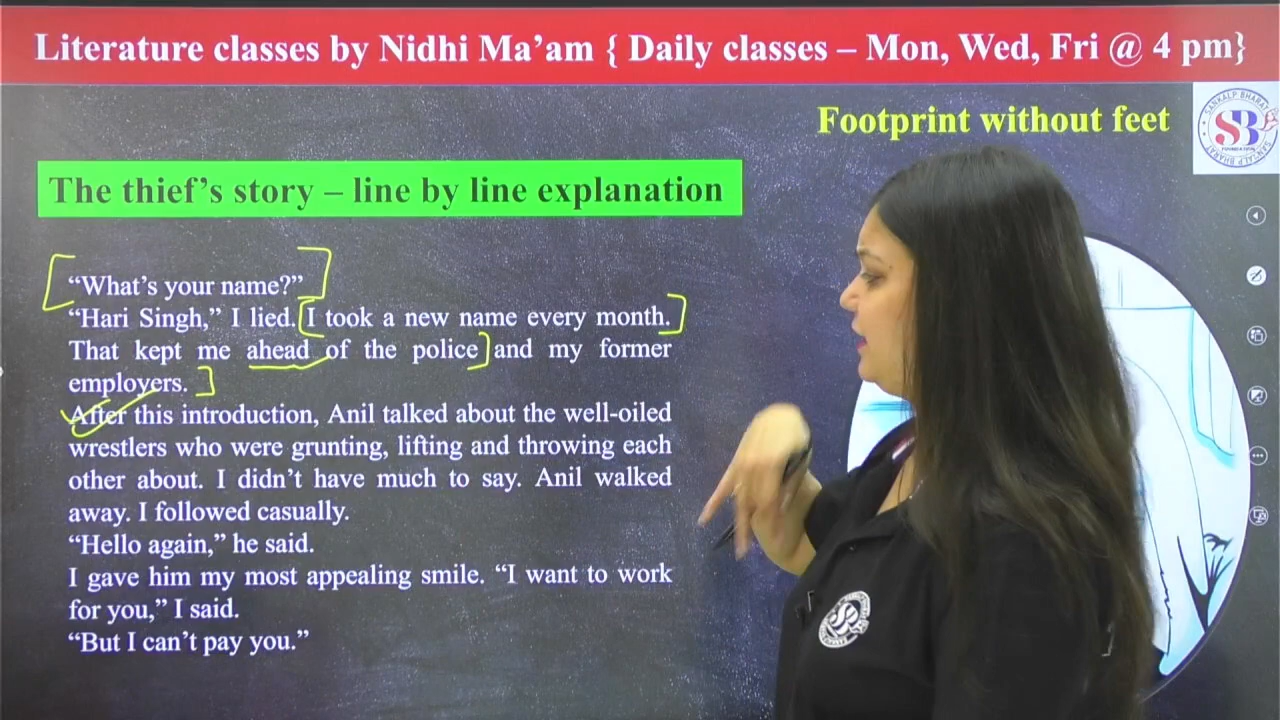 Literature classes by Nidhi Ma’am { Daily classes – Mon, Wed, Fri @ 4 pm}
Footprint without feet
SANKALP BHARAT
SB
FOUNDATION
The thief’s story – line by line explanation
“What’s your name?”
“Hari Singh,” I lied. I took a new name every month.
That kept me ahead of the police and my former
employers.
After this introduction, Anil talked about the well-oiled
wrestlers who were grunting, lifting and throwing each
other about. I didn’t have much to say. Anil walked
away. I followed casually.
“Hello again,” he said.
I gave him my most appealing smile. “I want to work
for you,” I said.
“But I can’t pay you.”